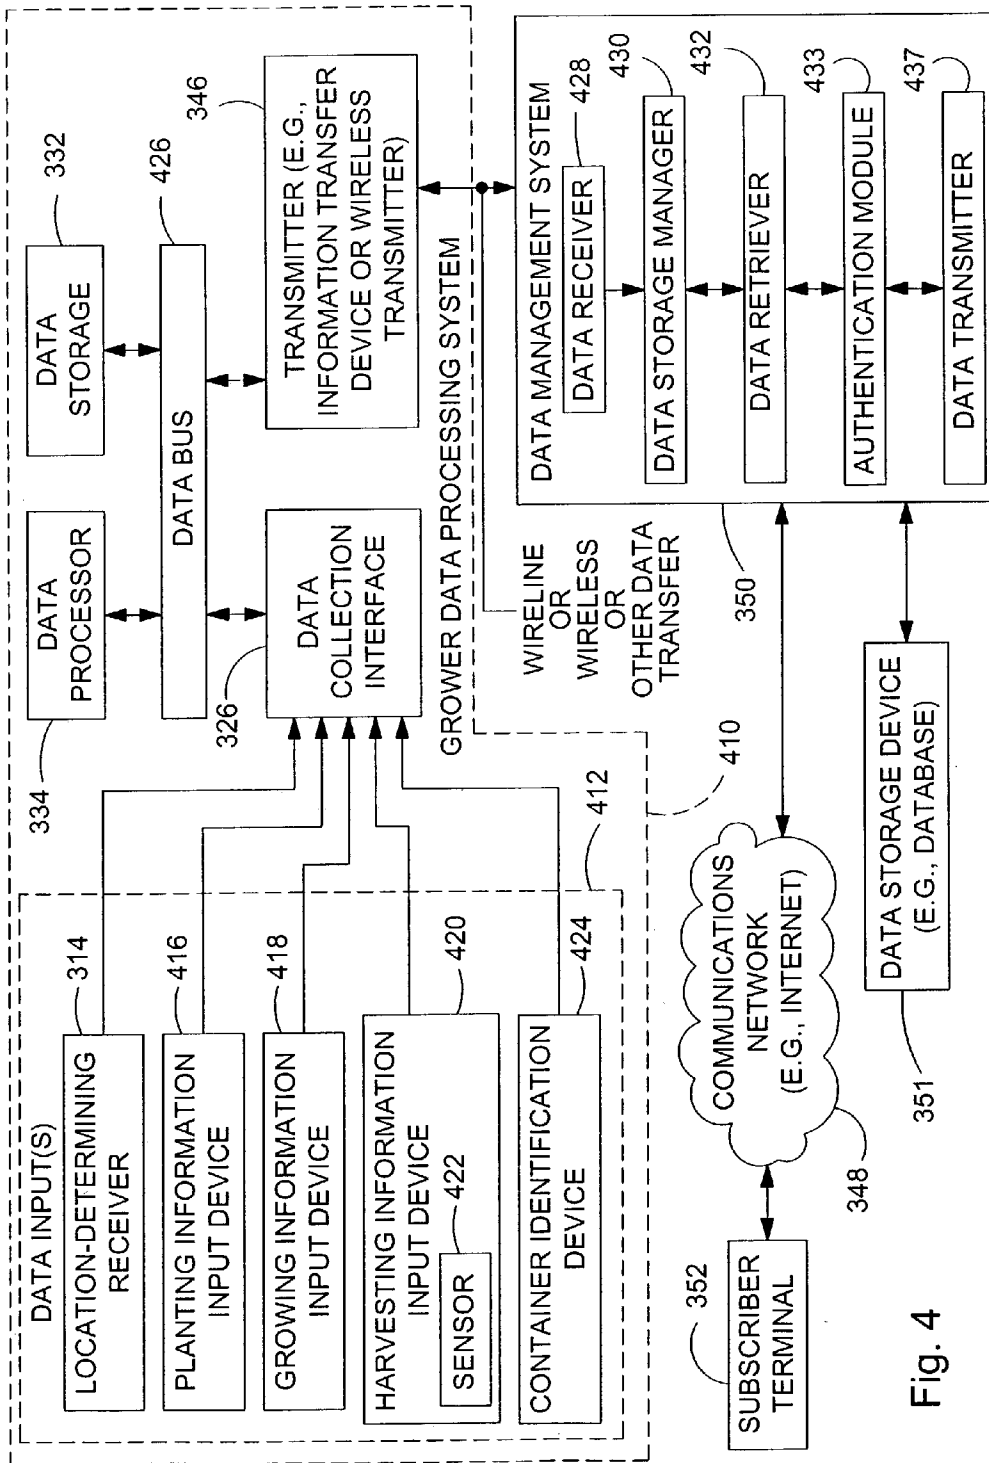 DATA INPUT(S)
LOCATION-DETERMINING
RECEIVER
314
PLANTING INFORMATION
INPUT DEVICE
416
GROWING INFORMATION
INPUT DEVICE
418
HARVESTING INFORMATION
INPUT DEVICE
420
SENSOR
422
CONTAINER IDENTIFICATION
DEVICE
424
412
334
DATA
PROCESSOR
DATA
STORAGE
332
DATA BUS
426
326
DATA
COLLECTION
INTERFACE
TRANSMITTER (E.G.,
INFORMATION TRANSFER
DEVICE OR WIRELESS
TRANSMITTER)
346
GROWER DATA PROCESSING SYSTEM
410
WIRELINE
OR
WIRELESS
OR
OTHER DATA
TRANSFER
350
DATA MANAGEMENT SYSTEM
DATA RECEIVER
428
DATA STORAGE MANAGER
430
DATA RETRIEVER
432
AUTHENTICATION MODULE
433
DATA TRANSMITTER
437
352
SUBSCRIBER
TERMINAL
COMMUNICATIONS
NETWORK
(E.G., INTERNET)
348
351
DATA STORAGE DEVICE
(E.G., DATABASE)
Fig. 4